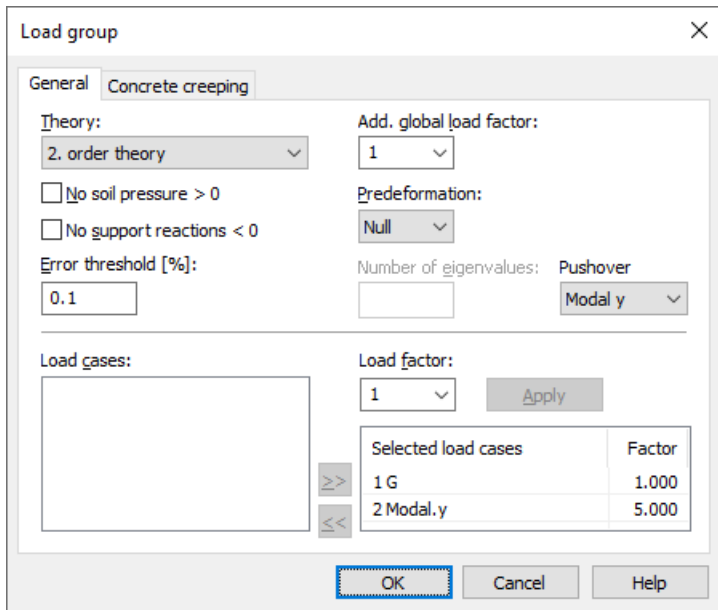 Load group
General
Concrete creeping
Theory:
2. order theory
Add. global load factor:
1
No soil pressure > 0
Predeformation:
No support reactions < 0
Null
Error threshold [%]:
0.1
Number of eigenvalues:
Pushover
Modal y
Load cases:
Load factor:
1
Apply
Selected load cases Factor
1 G 1.000
2 Modal.y 5.000
>>
<<
OK
Cancel
Help